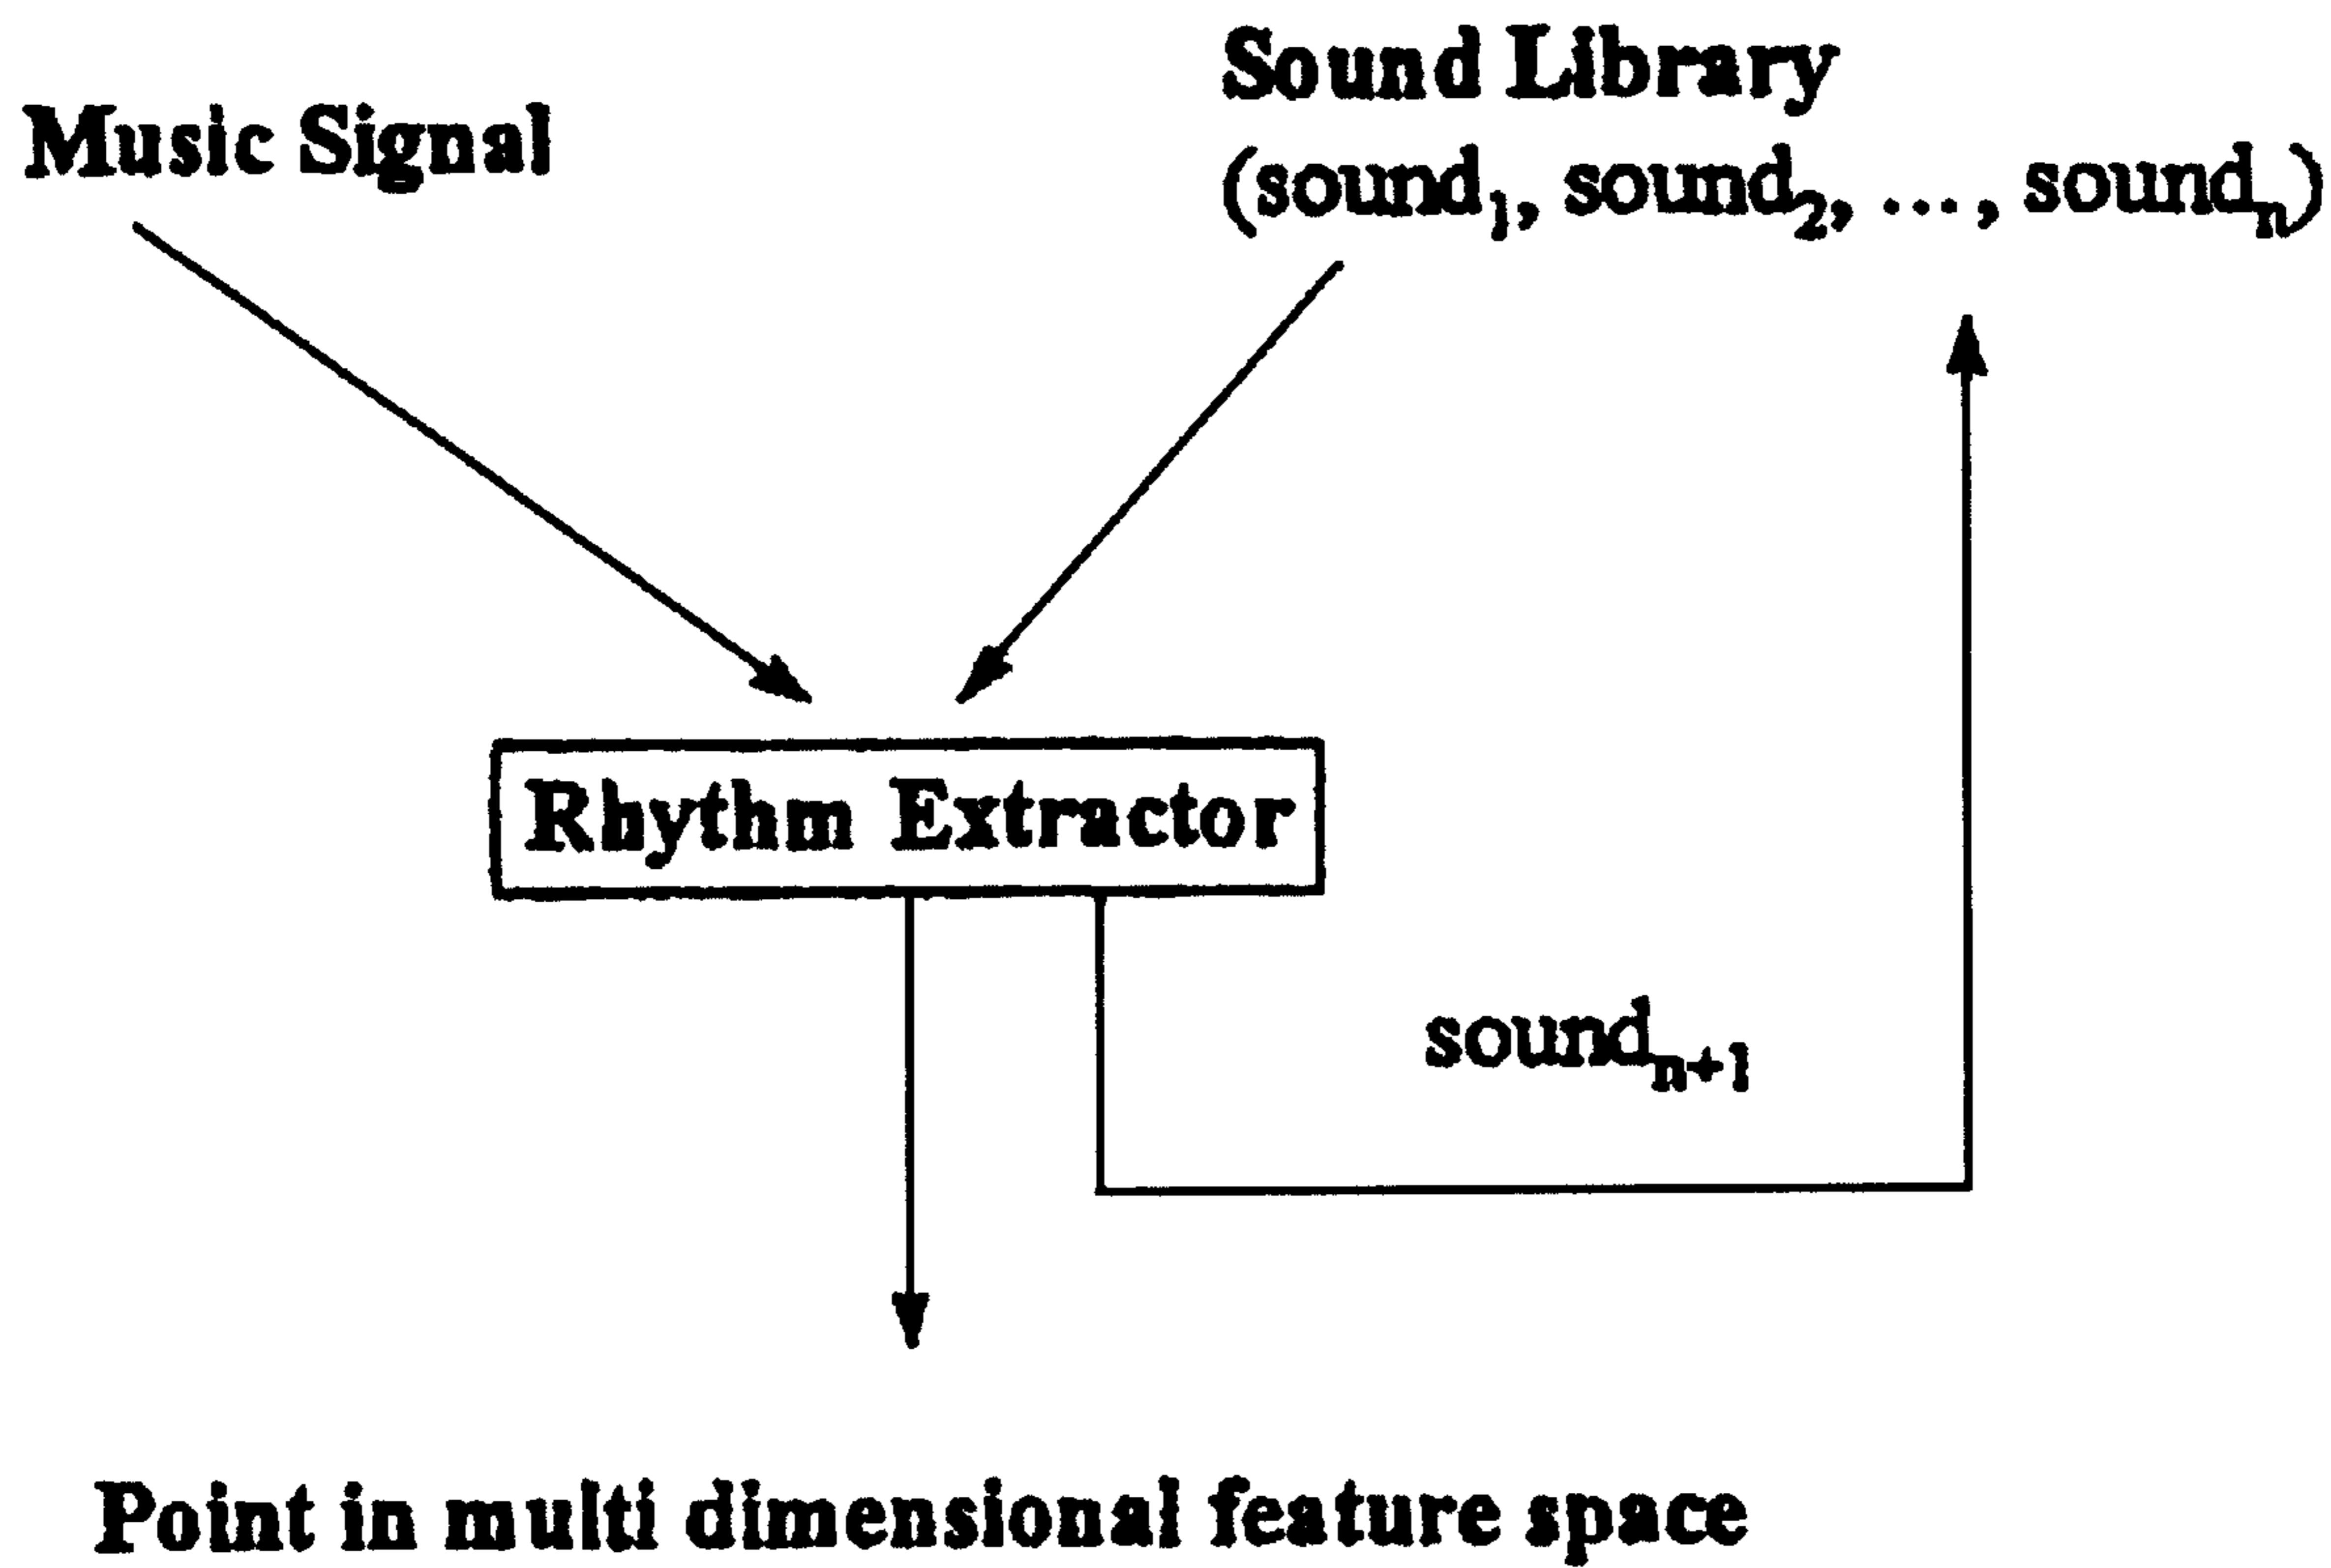 Music Signal
Sound Library
(sound₁, sound₂, ..., soundₙ)
Rhythm Extractor
soundₙ₊₁
Point in multi dimensional feature space